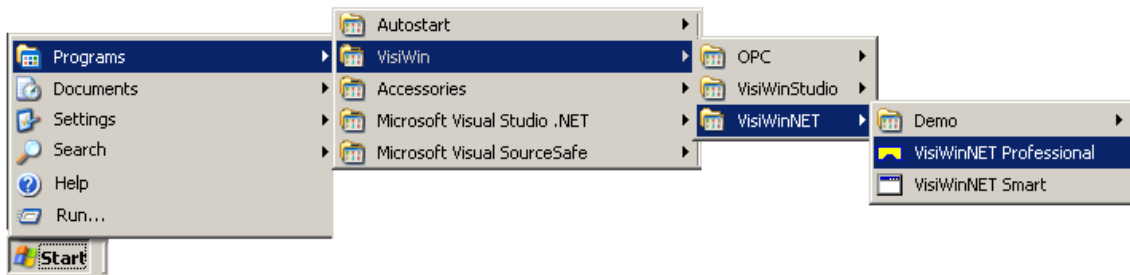 Programs
Documents
Settings
Search
Help
Run...
Start
Autostart
VisiWin
Accessories
Microsoft Visual Studio .NET
Microsoft Visual SourceSafe
OPC
VisiWinStudio
VisiWinNET
Demo
VisiWinNET Professional
VisiWinNET Smart